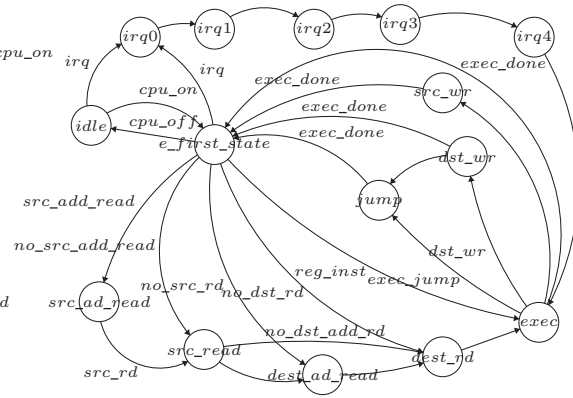 irq0
irq1
irq2
irq3
irq4
cpu_on
irq
irq
exec_done
exec_done
cpu_on
src_wr
exec_done
idle
cpu_off
exec_done
e_first_state
dst_wr
src_add_read
jump
no_src_add_read
dst_wr
reg_inst
exec_jump
no_src_rd
no_dst_rd
d
src_ad_read
exec
no_dst_add_rd
src_read
dest_rd
src_rd
dest_ad_read